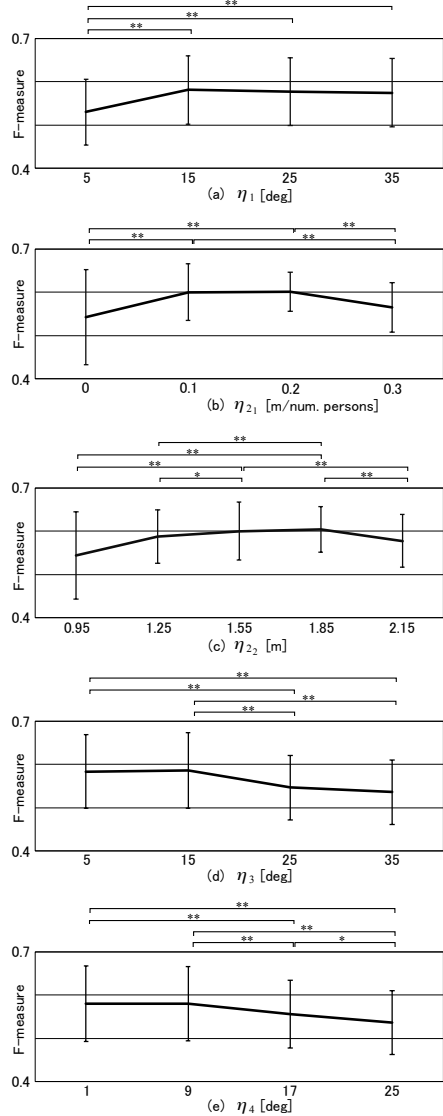 **
**
**
0.7
F-measure
0.4
5 15 25 35
(a) η1 [deg]
** **
** **
0.7
F-measure
0.4
0 0.1 0.2 0.3
(b) η21 [m/num. persons]
**
**
** **
* **
0.7
F-measure
0.4
0.95 1.25 1.55 1.85 2.15
(c) η22 [m]
**
**
**
**
0.7
F-measure
0.4
5 15 25 35
(d) η3 [deg]
**
**
**
** *
0.7
F-measure
0.4
1 9 17 25
(e) η4 [deg]